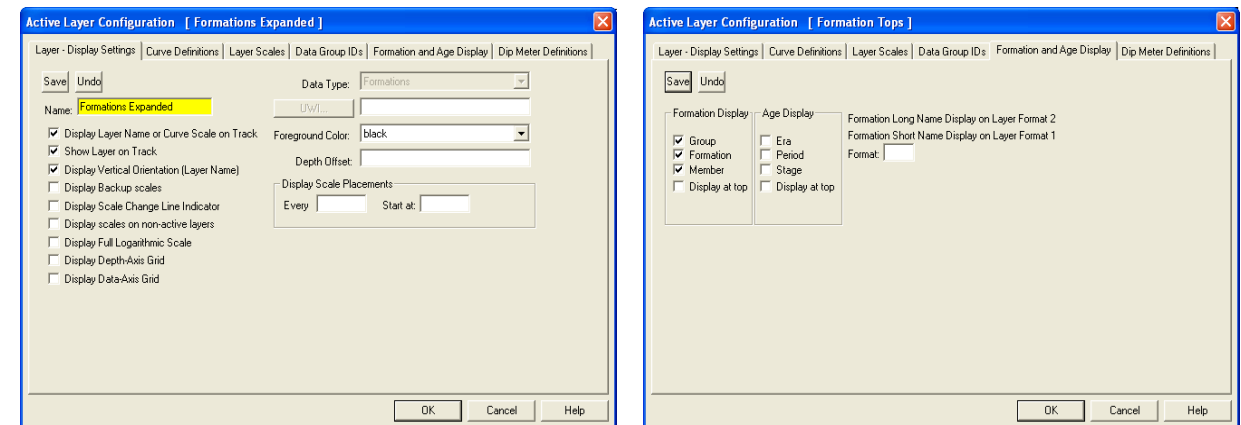 Active Layer Configuration [ Formations Expanded ]
Layer - Display Settings Curve Definitions Layer Scales Data Group IDs Formation and Age Display Dip Meter Definitions
Save Undo
Name: Formations Expanded
Display Layer Name or Curve Scale on Track
Show Layer on Track
Display Vertical Orientation (Layer Name)
Display Backup scales
Display Scale Change Line Indicator
Display scales on non-active layers
Display Full Logarithmic Scale
Display Depth-Axis Grid
Display Data-Axis Grid
Data Type: Formations
UWI...
Foreground Color: black
Depth Offset:
Display Scale Placements
Every Start at:
OK Cancel Help
Active Layer Configuration [ Formation Tops ]
Layer - Display Settings Curve Definitions Layer Scales Data Group IDs Formation and Age Display Dip Meter Definitions
Save Undo
Formation Display
Group
Formation
Member
Display at top
Age Display
Era
Period
Stage
Display at top
Formation Long Name Display on Layer Format 2
Formation Short Name Display on Layer Format 1
Format:
OK Cancel Help